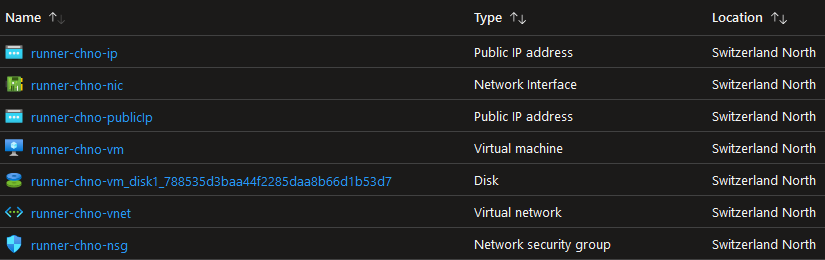 Name ↑↓ Type ↑↓ Location ↑↓
runner-chno-ip Public IP address Switzerland North
runner-chno-nic Network Interface Switzerland North
runner-chno-publicIp Public IP address Switzerland North
runner-chno-vm Virtual machine Switzerland North
runner-chno-vm_disk1_788535d3baa44f2285daa8b66d1b53d7 Disk Switzerland North
runner-chno-vnet Virtual network Switzerland North
runner-chno-nsg Network security group Switzerland North